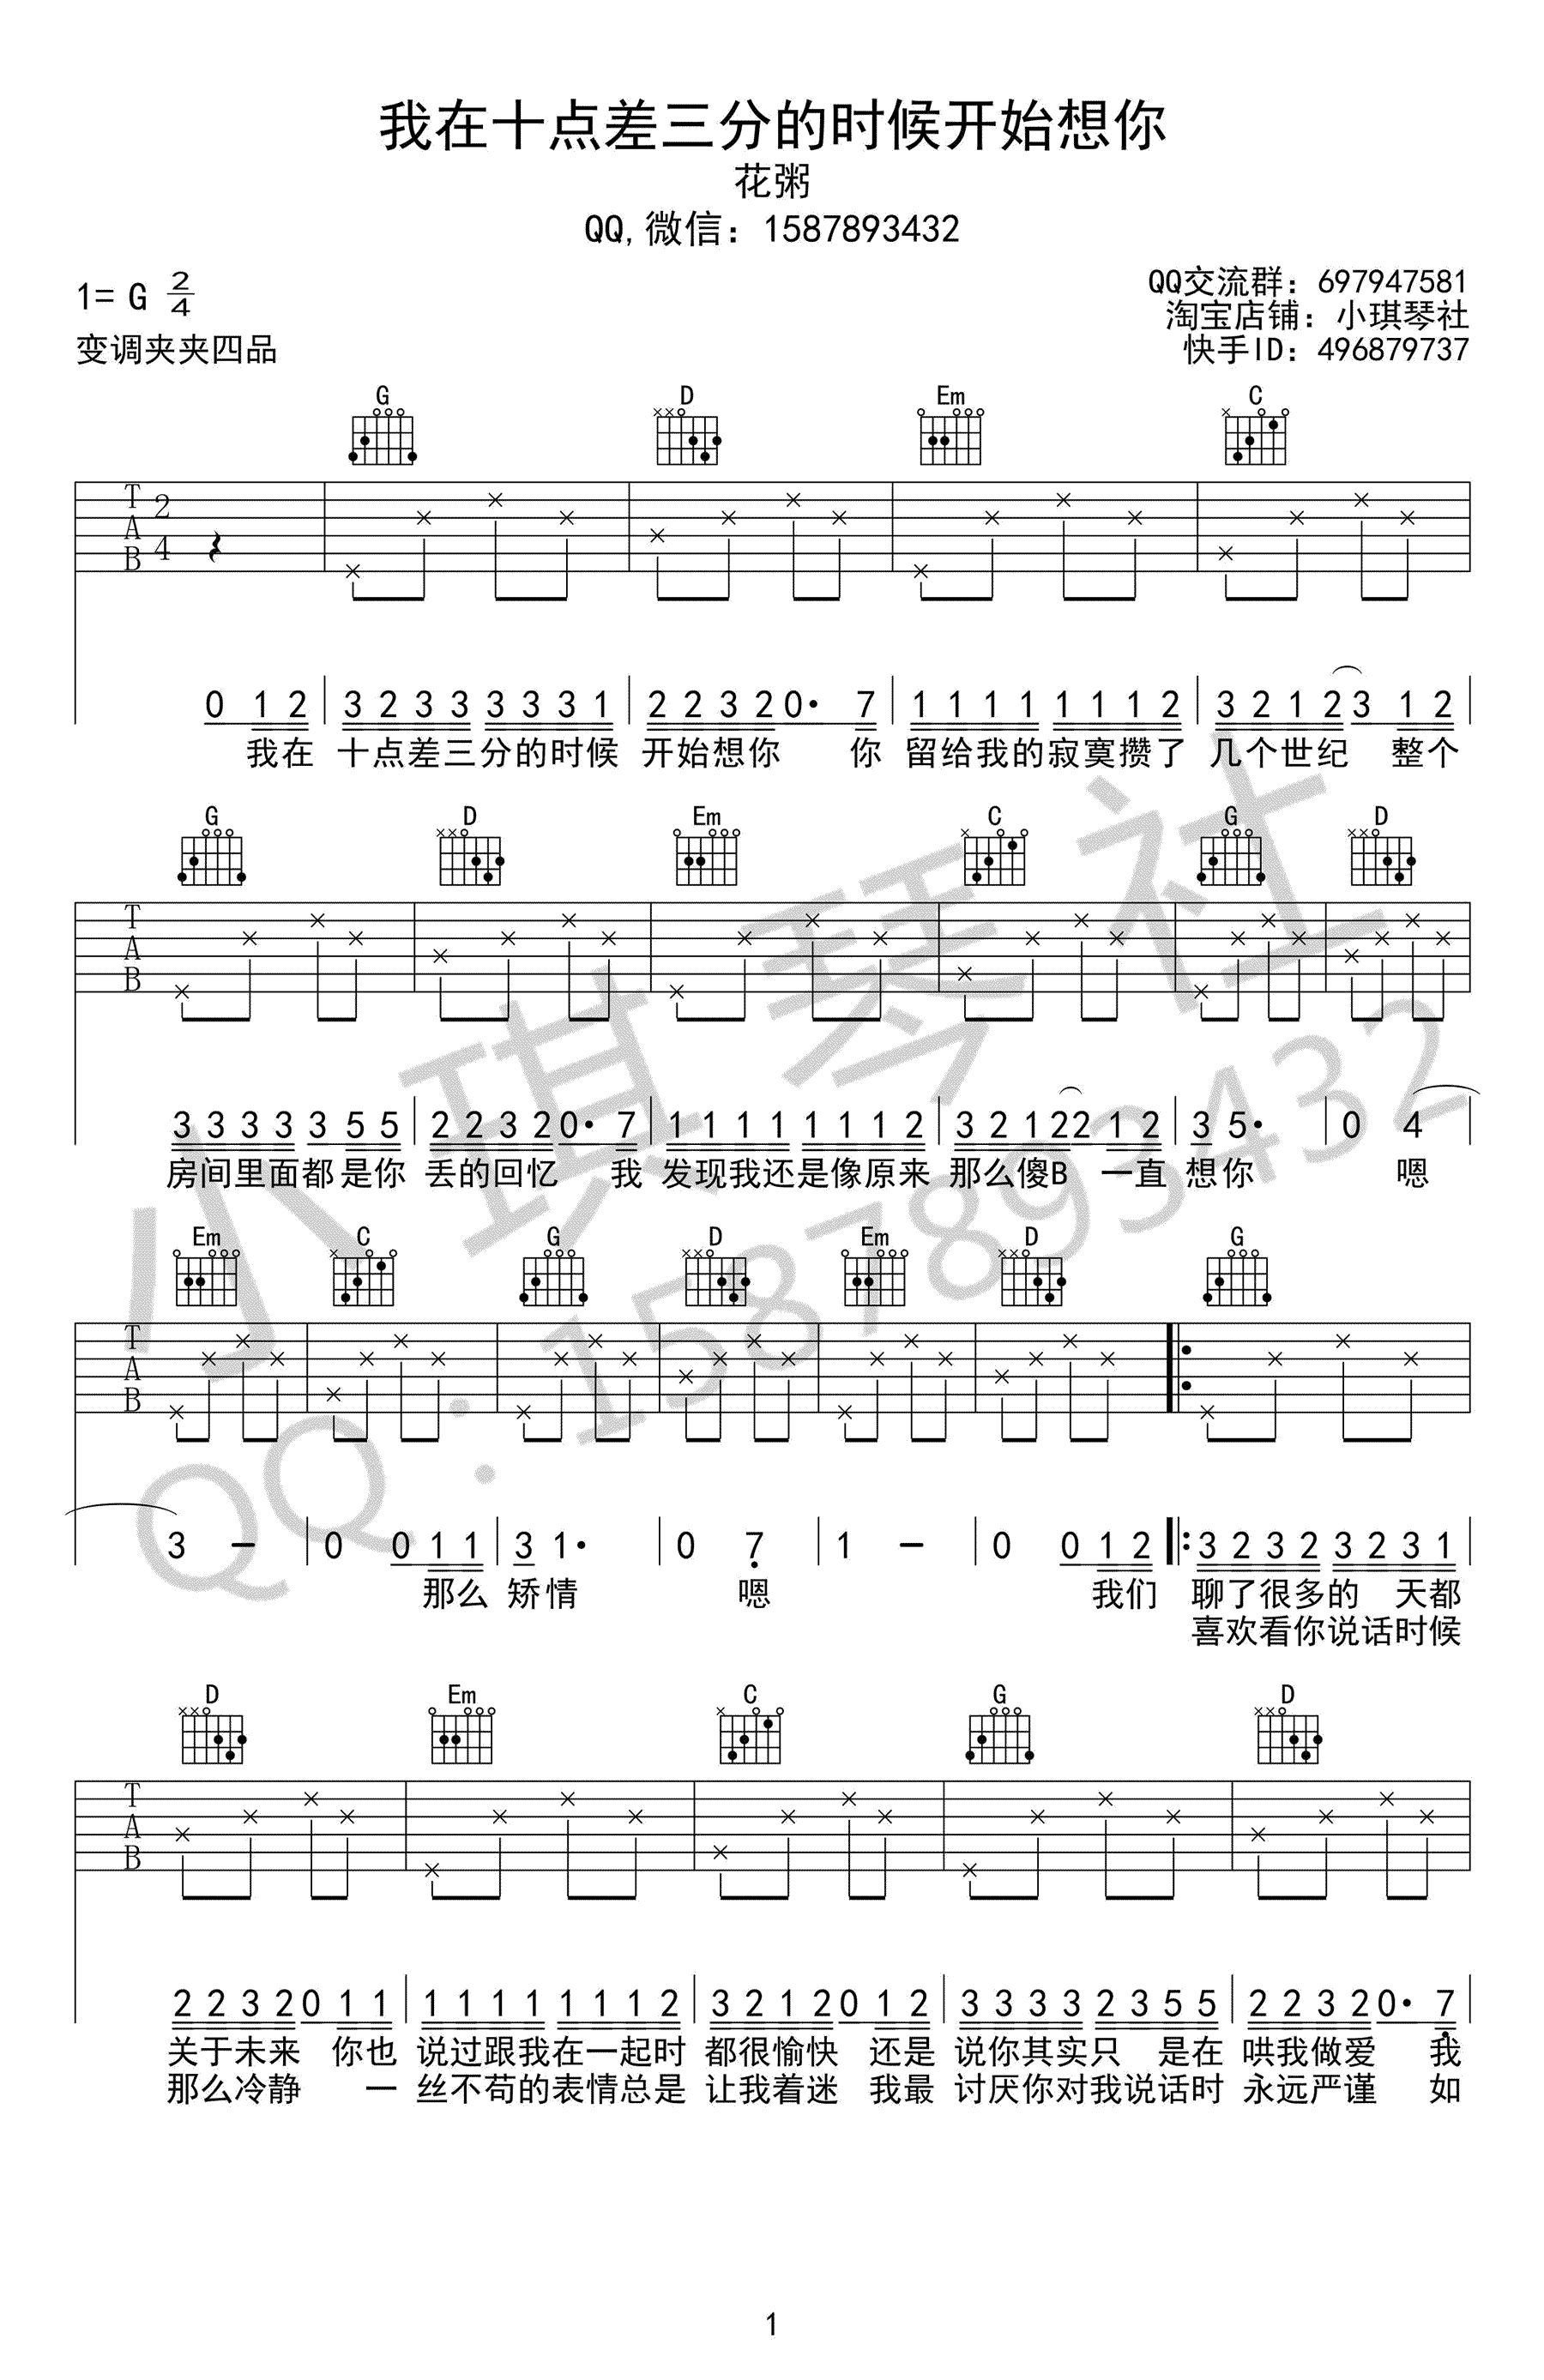 我在十点差三分的时候开始想你
花粥
QQ,微信：1587893432
1= G 2/4
QQ交流群：697947581
淘宝店铺：小琪琴社
变调夹夹四品
快手ID：496879737
G D Em C
T A B 2 4
0 1 2 3 2 3 3 3 3 3 1 2 2 3 2 0· 7 1 1 1 1 1 1 1 2 3 2 1 2 3 1 2
我在 十点差三分的时候 开始想你 你 留给我的寂寞攒了 几个世纪 整个
G D Em C G D
T A B
3 3 3 3 3 5 5 2 2 3 2 0· 7 1 1 1 1 1 1 1 2 3 2 1 2 2 1 2 3 5· 0 4
房间里面都是你 丢的回忆 我 发现我还是像原来 那么傻B 一直 想你 嗯
Em C G D Em D G
T A B
3 - 0 0 1 1 3 1· 0 7 1 - 0 0 1 2 3 2 3 2 3 2 3 1
那么 矫情 嗯 我们 聊了很多的 天都
喜欢看你说话时候
D Em C G D
T A B
2 2 3 2 0 1 1 1 1 1 1 1 1 1 2 3 2 1 2 0 1 2 3 3 3 3 2 3 5 5 2 2 3 2 0· 7
关于未来 你也 说过跟我在一起时 都很愉快 还是 说你其实只 是在 哄我做爱 我
那么冷静 一 丝不苟的表情总是 让我着迷 我最 讨厌你对我说话时 永远严谨 如
小琪琴社
QQ:1587893432
1